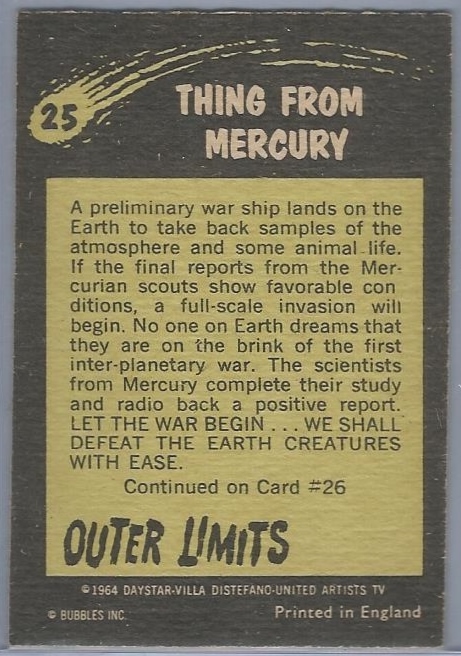 25
THING FROM
MERCURY
A preliminary war ship lands on the
Earth to take back samples of the
atmosphere and some animal life.
If the final reports from the Mer-
curian scouts show favorable con
ditions, a full-scale invasion will
begin. No one on Earth dreams that
they are on the brink of the first
inter-planetary war. The scientists
from Mercury complete their study
and radio back a positive report.
LET THE WAR BEGIN . . . WE SHALL
DEFEAT THE EARTH CREATURES
WITH EASE.
Continued on Card #26
OUTER LIMITS
© 1964 DAYSTAR-VILLA DISTEFANO-UNITED ARTISTS TV
© BUBBLES INC.
Printed in England